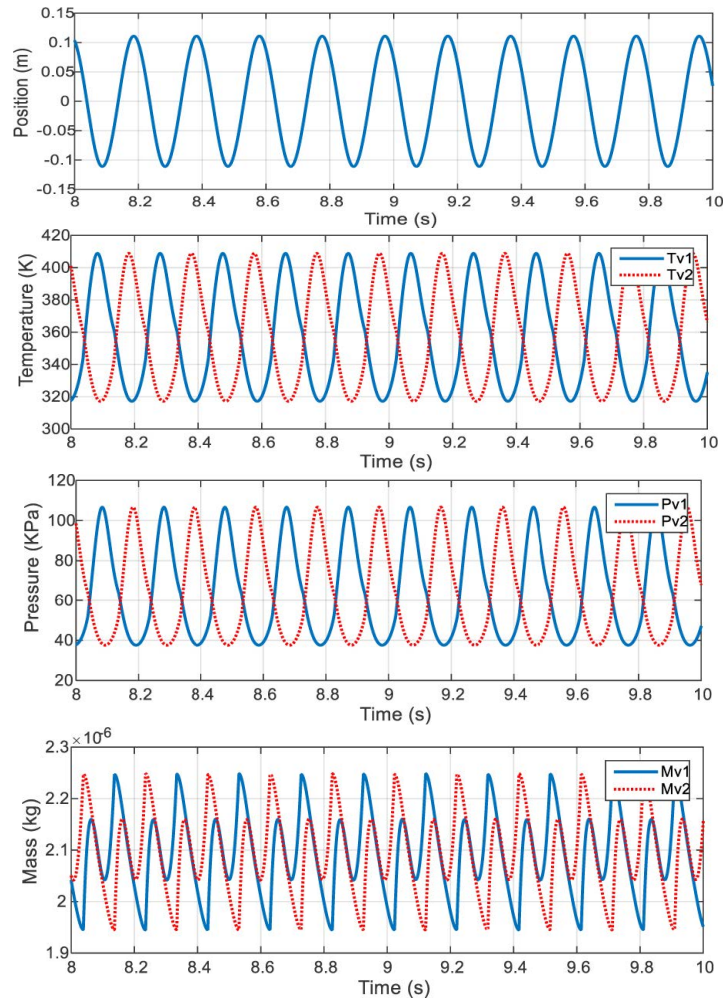 0.15
0.1
0.05
0
-0.05
-0.1
-0.15
Position (m)
8 8.2 8.4 8.6 8.8 9 9.2 9.4 9.6 9.8 10
Time (s)
420
400
380
360
340
320
300
Temperature (K)
Tv1
Tv2
8 8.2 8.4 8.6 8.8 9 9.2 9.4 9.6 9.8 10
Time (s)
120
100
80
60
40
20
Pressure (KPa)
Pv1
Pv2
8 8.2 8.4 8.6 8.8 9 9.2 9.4 9.6 9.8 10
Time (s)
×10⁻⁶
2.3
2.2
2.1
2
1.9
Mass (kg)
Mv1
Mv2
8 8.2 8.4 8.6 8.8 9 9.2 9.4 9.6 9.8 10
Time (s)